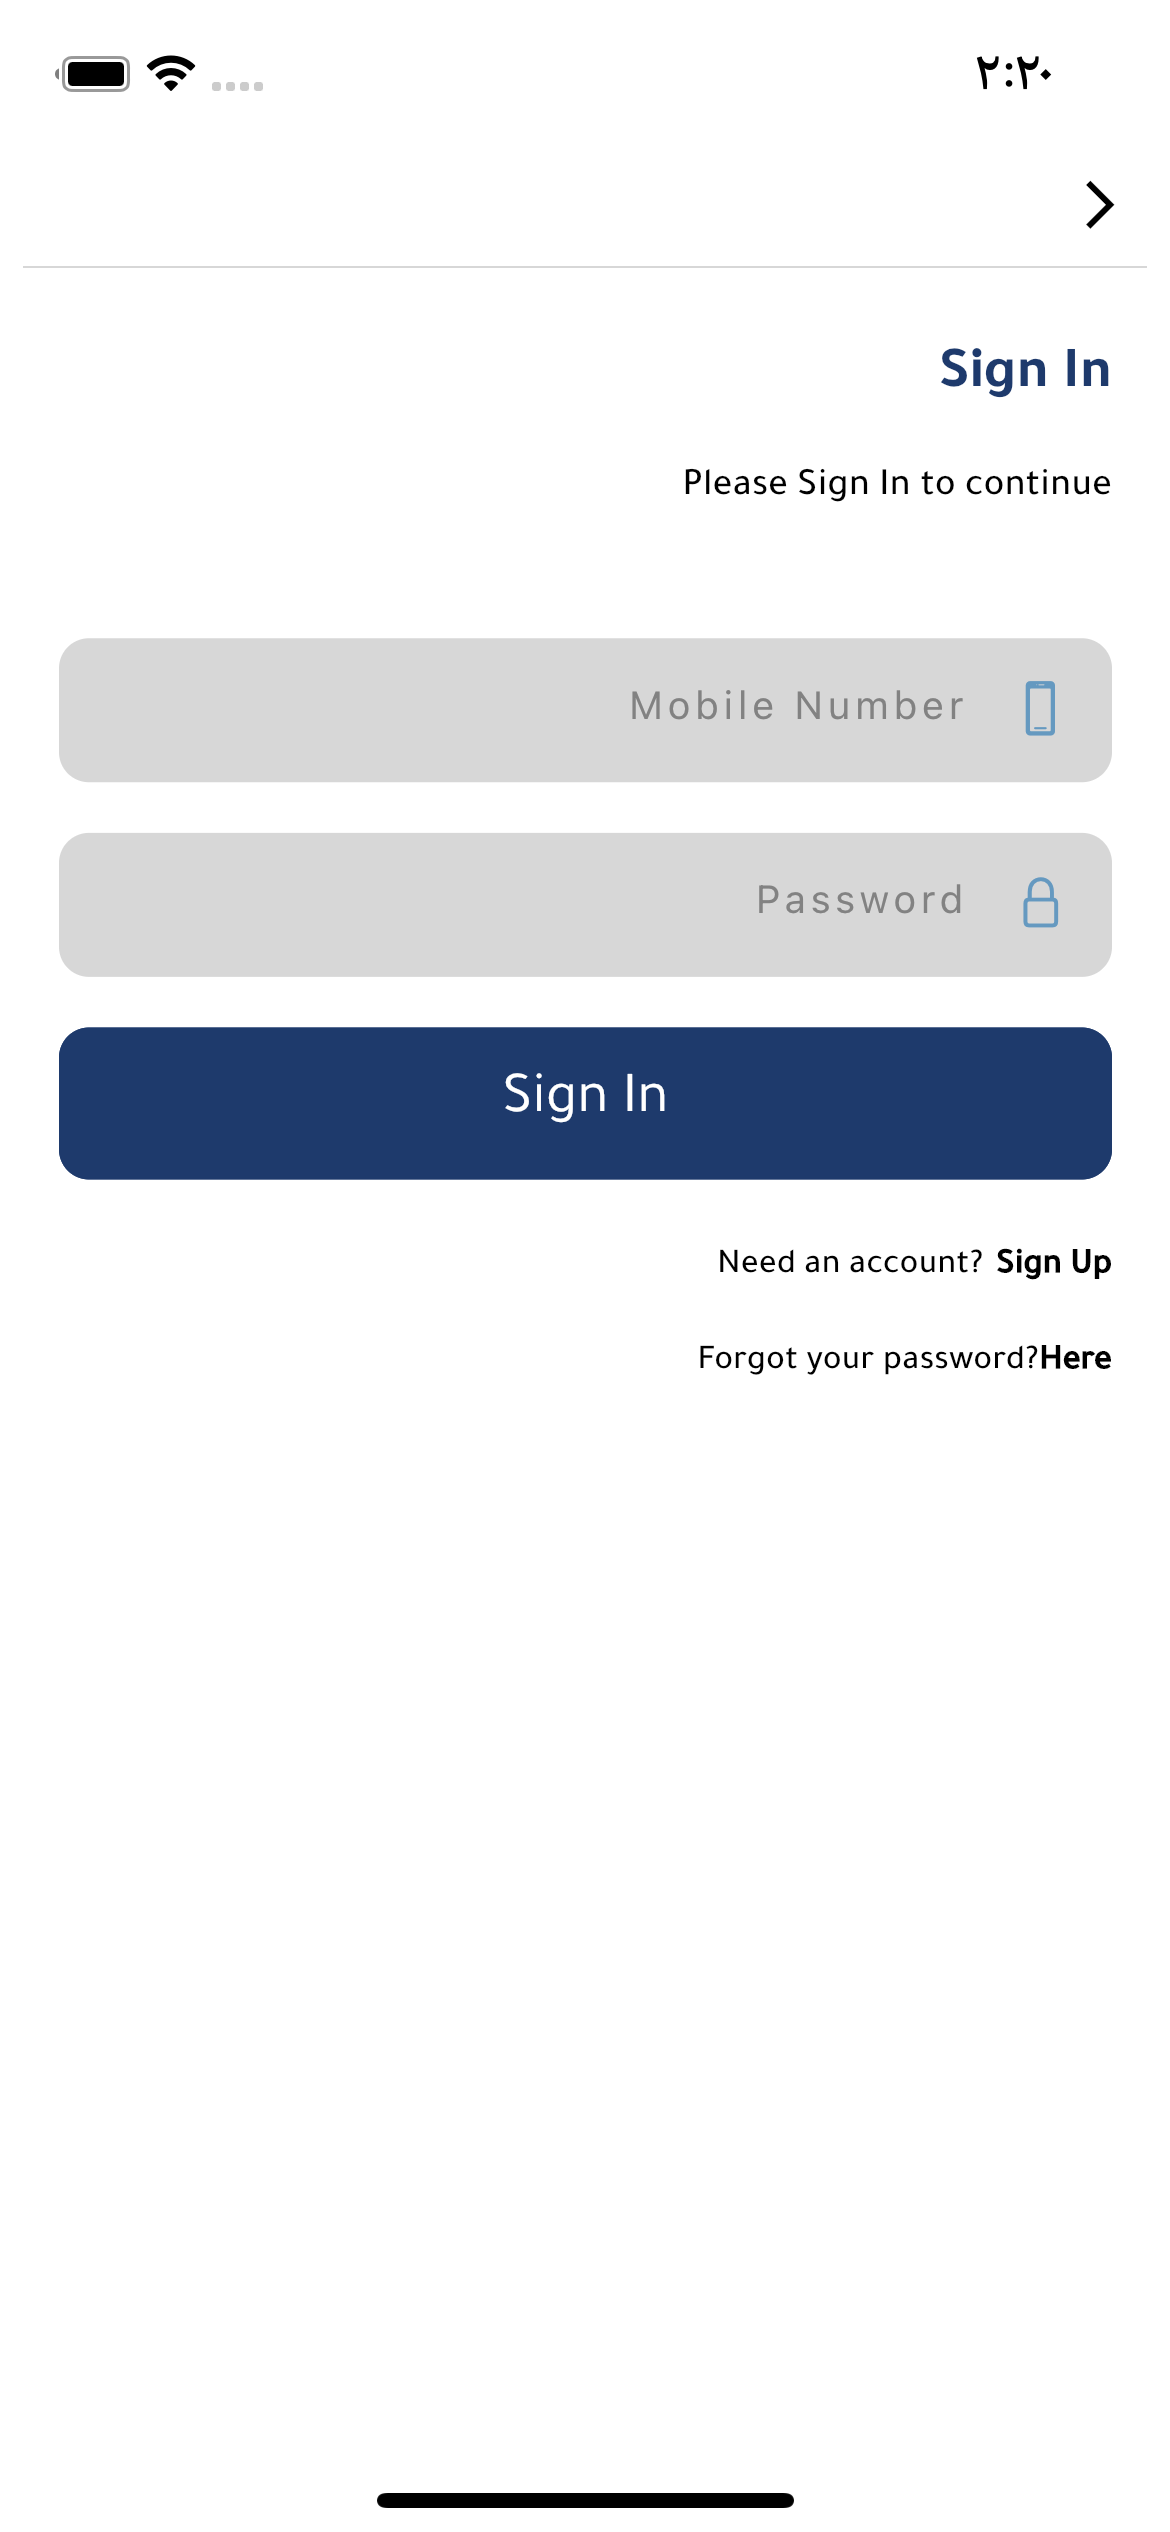 ٢:٢٠
Sign In
Please Sign In to continue
Mobile Number
Password
Sign In
Need an account? Sign Up
Forgot your password?Here